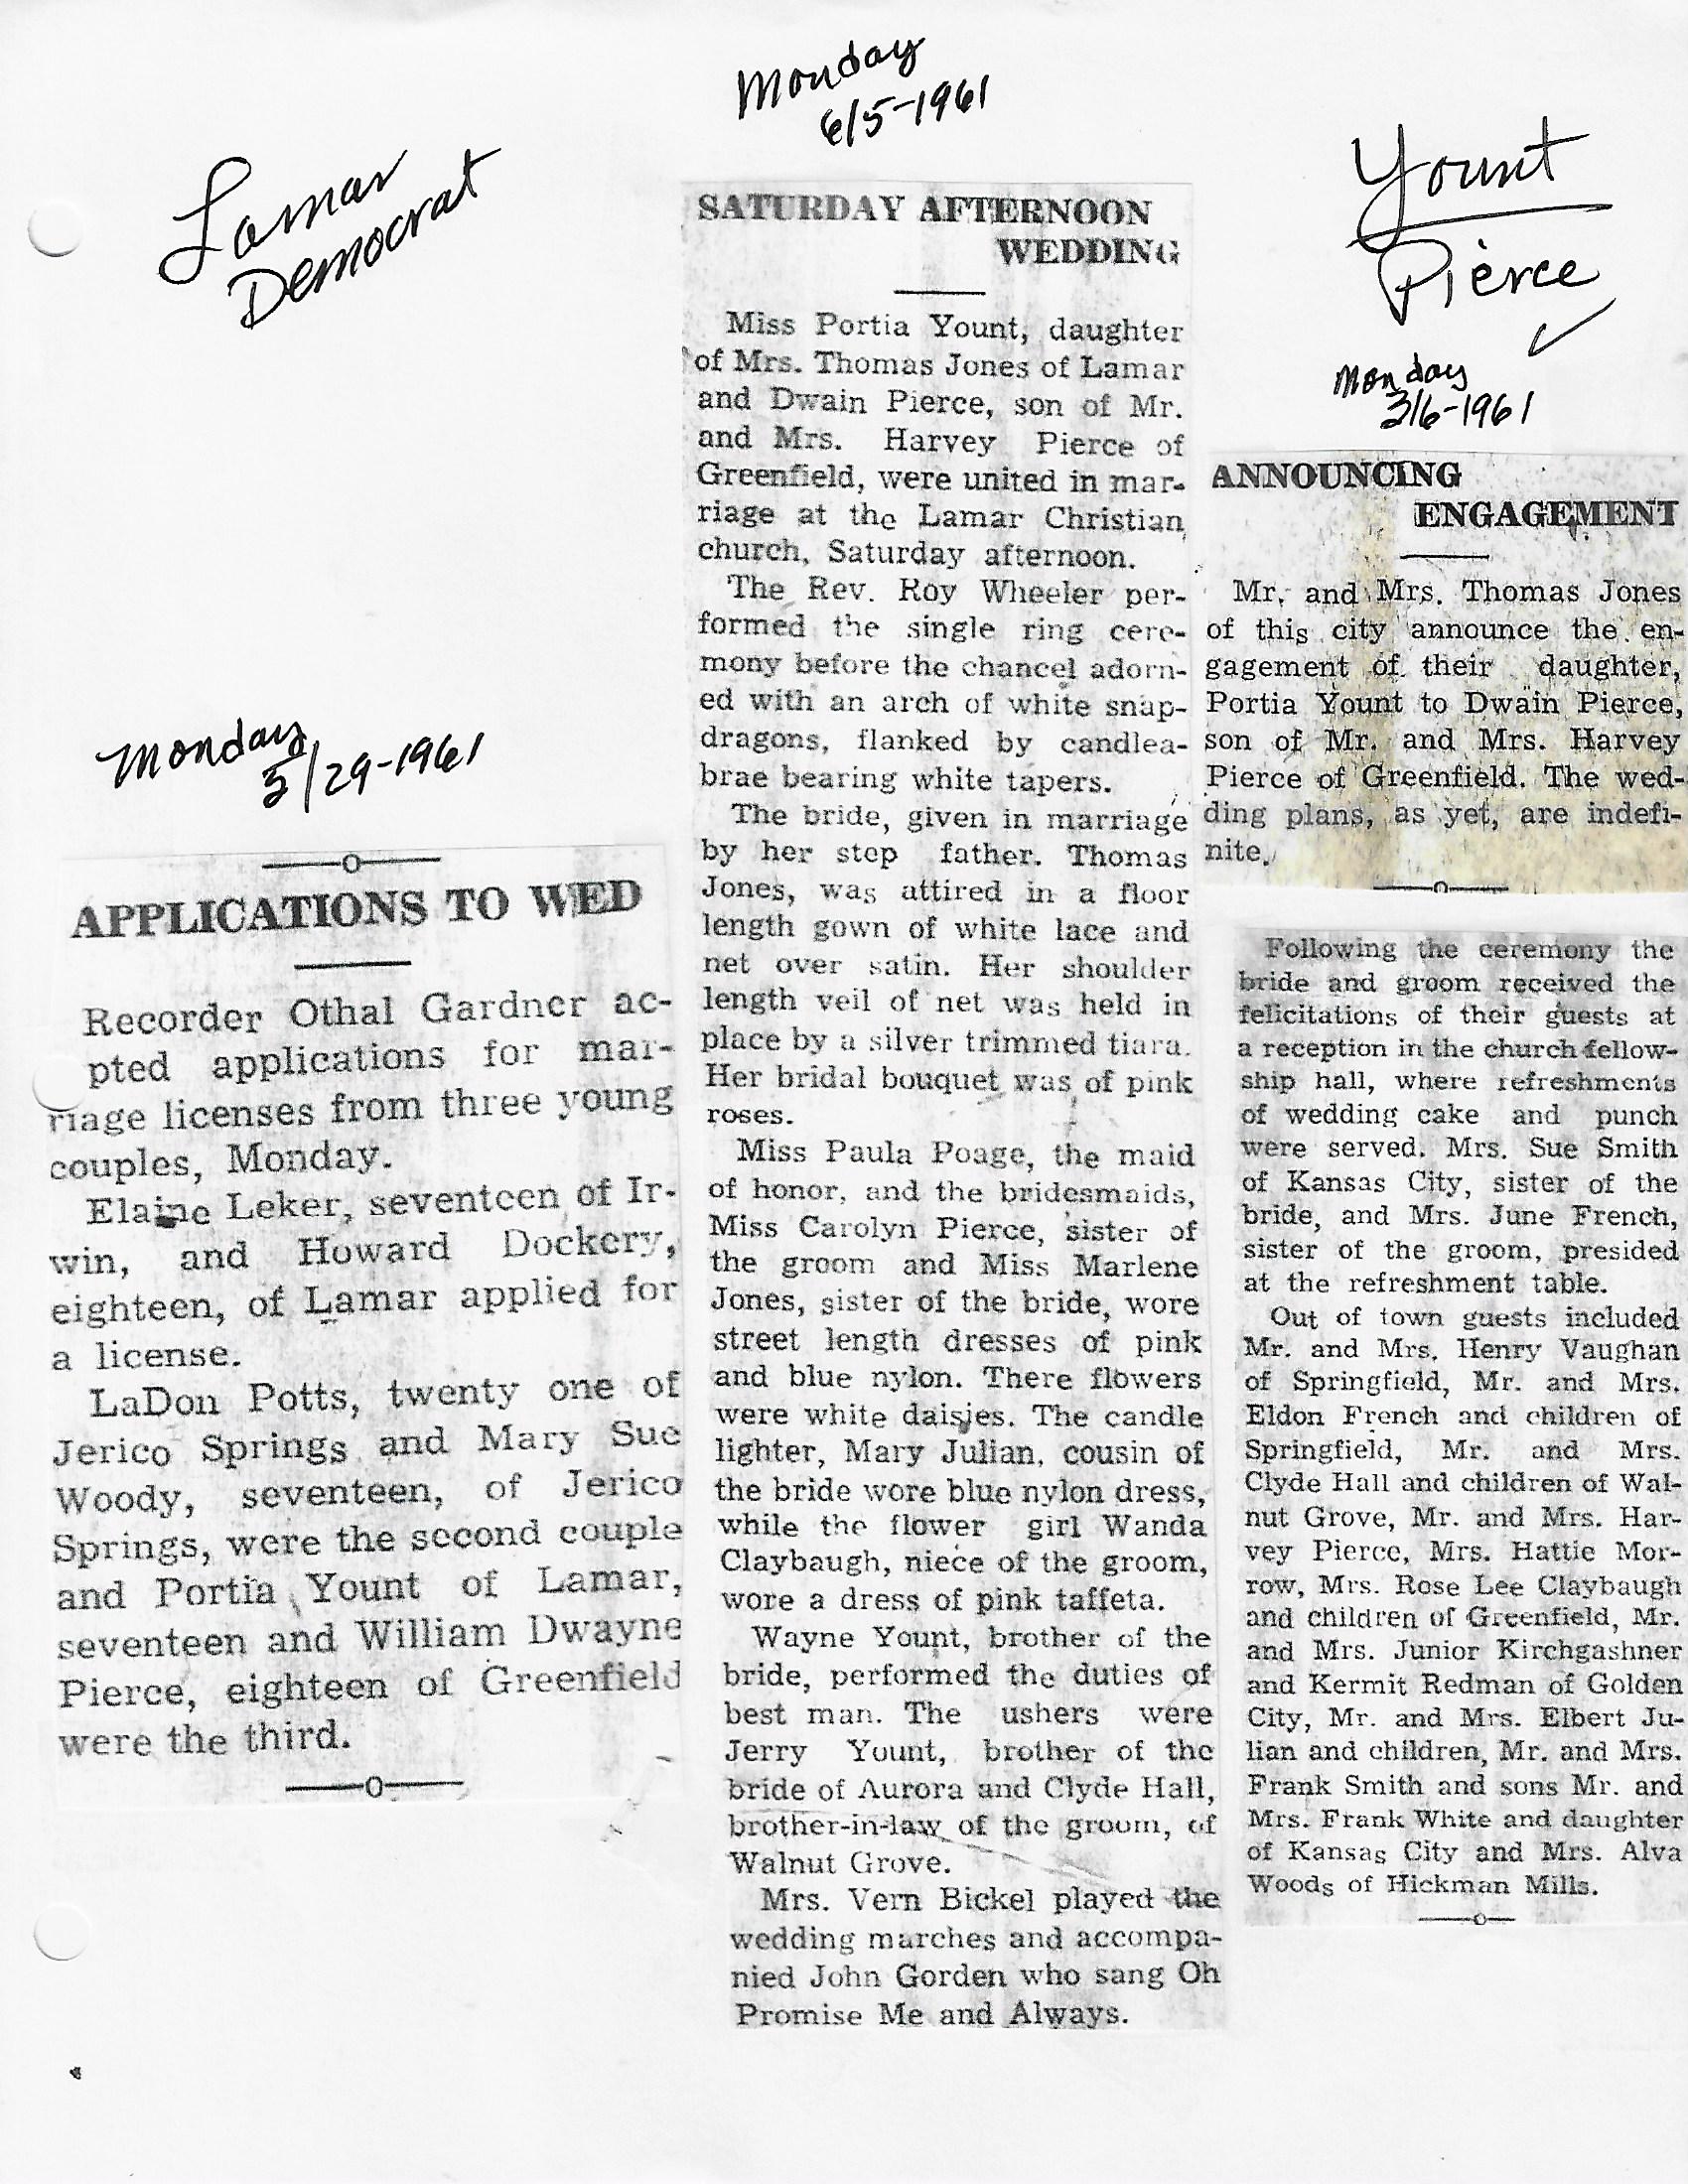 Lamar
Democrat
Monday
6/5-1961
Yount
Pierce
Monday
3/6-1961
Monday
5/29-1961
APPLICATIONS TO WED
Recorder Othal Gardner ac-
pted applications for mar-
riage licenses from three young
couples, Monday.
Elaine Leker, seventeen of Ir-
win, and Howard Dockery,
eighteen, of Lamar applied for
a license.
LaDon Potts, twenty one of
Jerico Springs and Mary Sue
Woody, seventeen, of Jerico
Springs, were the second couple
and Portia Yount of Lamar,
seventeen and William Dwayne
Pierce, eighteen of Greenfield
were the third.
SATURDAY AFTERNOON
WEDDING
Miss Portia Yount, daughter
of Mrs. Thomas Jones of Lamar
and Dwain Pierce, son of Mr.
and Mrs. Harvey Pierce of
Greenfield, were united in mar-
riage at the Lamar Christian
church, Saturday afternoon.
The Rev. Roy Wheeler per-
formed the single ring cere-
mony before the chancel adorn-
ed with an arch of white snap-
dragons, flanked by candlea-
brae bearing white tapers.
The bride, given in marriage
by her step father. Thomas
Jones, was attired in a floor
length gown of white lace and
net over satin. Her shoulder
length veil of net was held in
place by a silver trimmed tiara.
Her bridal bouquet was of pink
roses.
Miss Paula Poage, the maid
of honor, and the bridesmaids,
Miss Carolyn Pierce, sister of
the groom and Miss Marlene
Jones, sister of the bride, wore
street length dresses of pink
and blue nylon. There flowers
were white daisies. The candle
lighter, Mary Julian, cousin of
the bride wore blue nylon dress,
while the flower girl Wanda
Claybaugh, niece of the groom,
wore a dress of pink taffeta.
Wayne Yount, brother of the
bride, performed the duties of
best man. The ushers were
Jerry Yount, brother of the
bride of Aurora and Clyde Hall,
brother-in-law of the groom, of
Walnut Grove.
Mrs. Vern Bickel played the
wedding marches and accompa-
nied John Gorden who sang Oh
Promise Me and Always.
ANNOUNCING
ENGAGEMENT
Mr. and Mrs. Thomas Jones
of this city announce the en-
gagement of their daughter,
Portia Yount to Dwain Pierce,
son of Mr. and Mrs. Harvey
Pierce of Greenfield. The wed-
ding plans, as yet, are indefi-
nite.
Following the ceremony the
bride and groom received the
felicitations of their guests at
a reception in the church fellow-
ship hall, where refreshments
of wedding cake and punch
were served. Mrs. Sue Smith
of Kansas City, sister of the
bride, and Mrs. June French,
sister of the groom, presided
at the refreshment table.
Out of town guests included
Mr. and Mrs. Henry Vaughan
of Springfield, Mr. and Mrs.
Eldon French and children of
Springfield, Mr. and Mrs.
Clyde Hall and children of Wal-
nut Grove, Mr. and Mrs. Har-
vey Pierce, Mrs. Hattie Mor-
row, Mrs. Rose Lee Claybaugh
and children of Greenfield, Mr.
and Mrs. Junior Kirchgashner
and Kermit Redman of Golden
City, Mr. and Mrs. Elbert Ju-
lian and children, Mr. and Mrs.
Frank Smith and sons Mr. and
Mrs. Frank White and daughter
of Kansas City and Mrs. Alva
Woods of Hickman Mills.